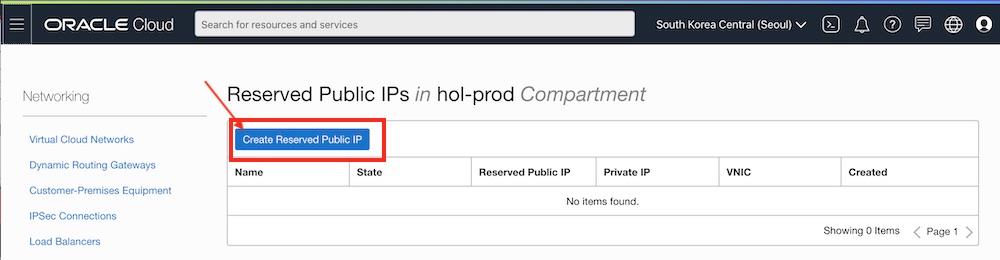 ORACLE Cloud
Search for resources and services
South Korea Central (Seoul)
Networking
Virtual Cloud Networks
Dynamic Routing Gateways
Customer-Premises Equipment
IPSec Connections
Load Balancers
Reserved Public IPs in hol-prod Compartment
Create Reserved Public IP
Name State Reserved Public IP Private IP VNIC Created
No items found.
Showing 0 Items < Page 1 >